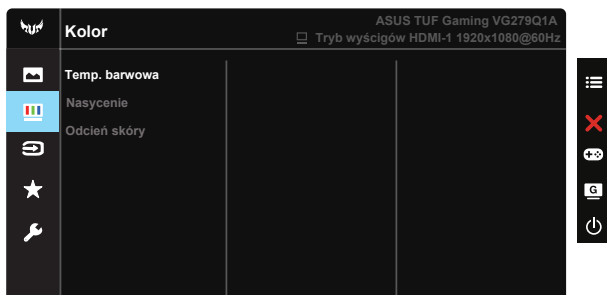 Kolor
ASUS TUF Gaming VG279Q1A
Tryb wyścigów HDMI-1 1920x1080@60Hz
Temp. barwowa
Nasycenie
Odcień skóry
G